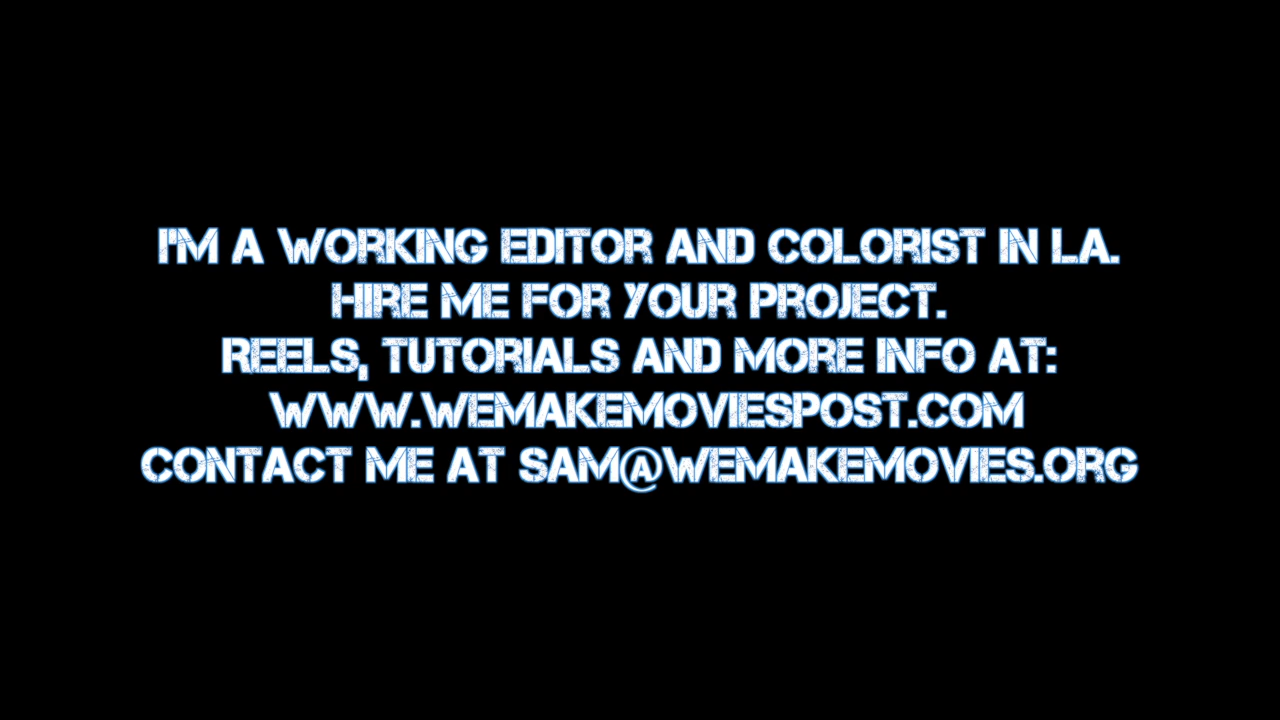 I'M A WORKING EDITOR AND COLORIST IN LA.
HIRE ME FOR YOUR PROJECT.
REELS, TUTORIALS AND MORE INFO AT:
WWW.WEMAKEMOVIESPOST.COM
CONTACT ME AT SAM@WEMAKEMOVIES.ORG